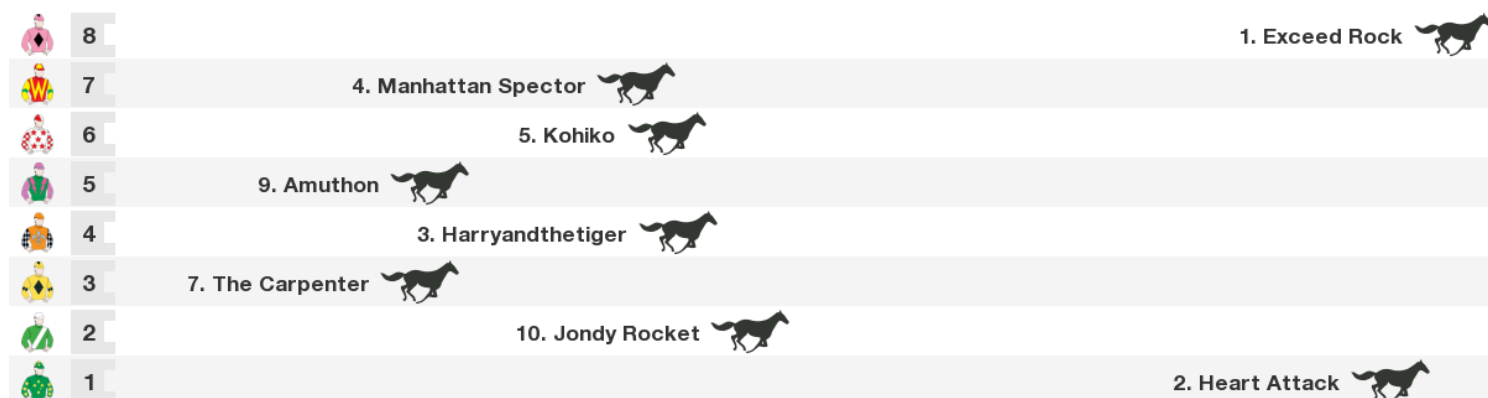 8 1. Exceed Rock
7 4. Manhattan Spector
6 5. Kohiko
5 9. Amuthon
4 3. Harryandthetiger
3 7. The Carpenter
2 10. Jondy Rocket
1 2. Heart Attack